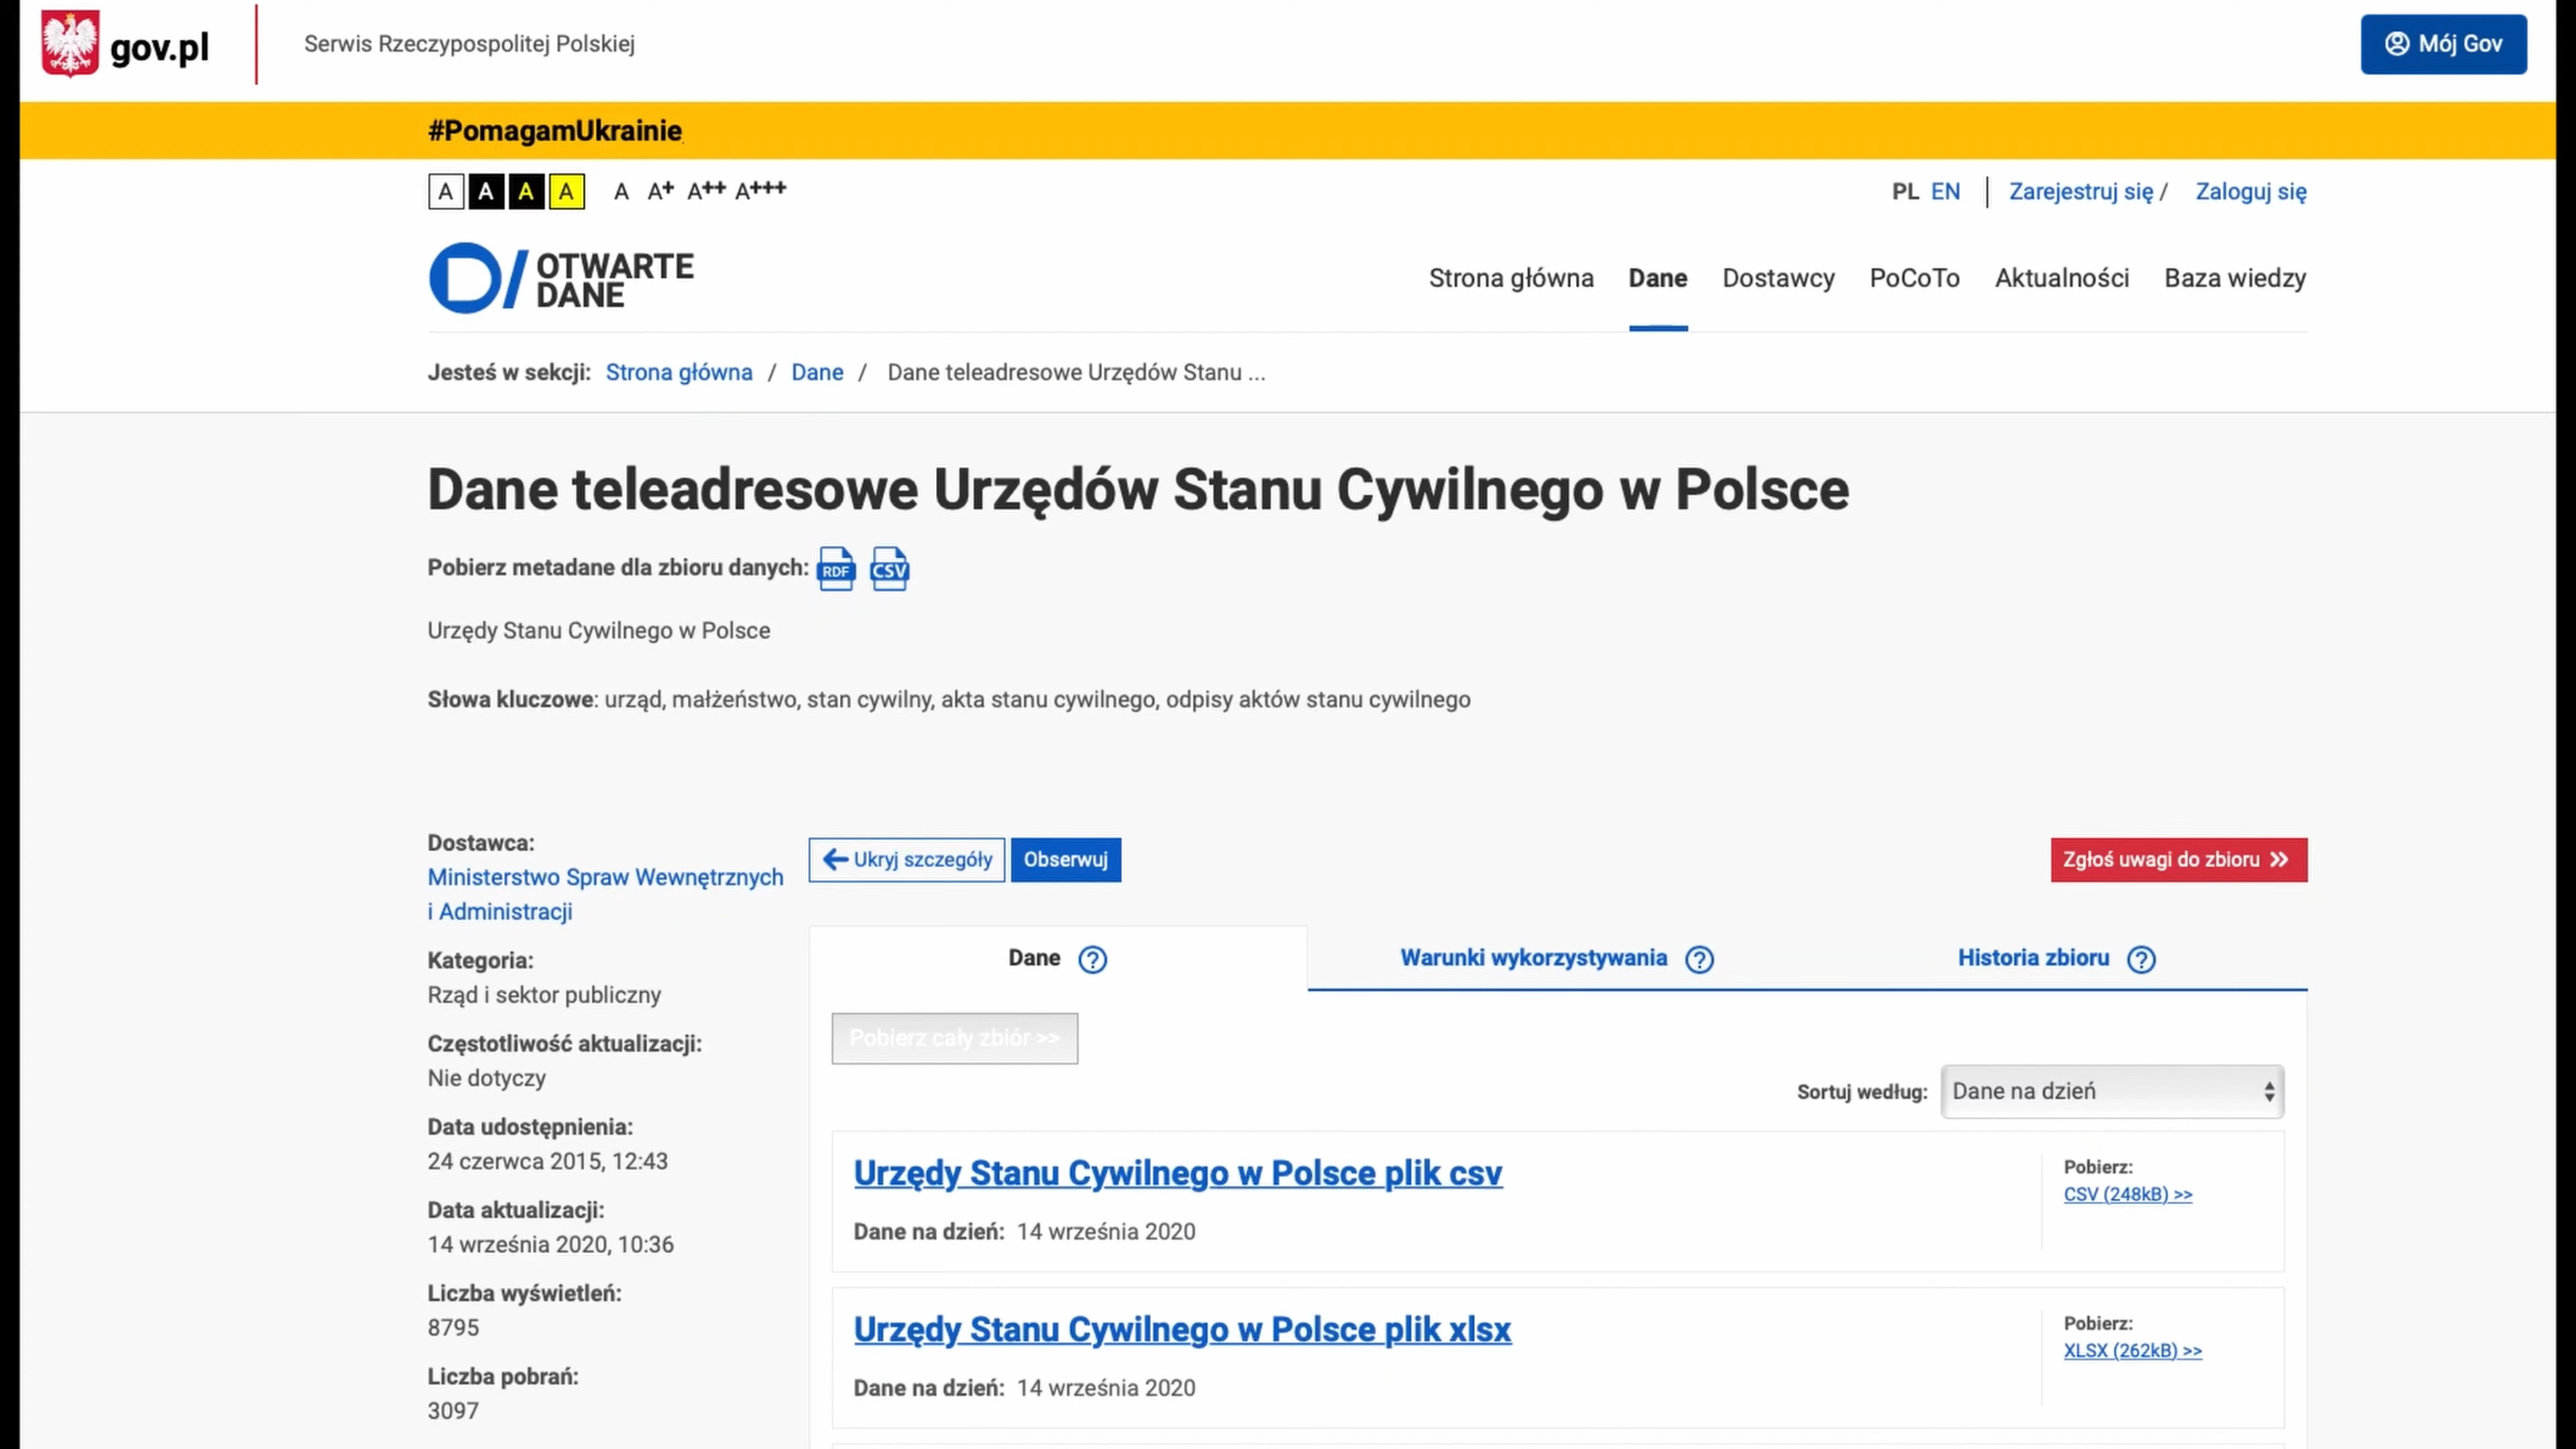 gov.pl
Serwis Rzeczypospolitej Polskiej
Mój Gov
#PomagamUkrainie
A A A A A A+ A++ A+++
PL EN Zarejestruj się / Zaloguj się
OTWARTE
DANE
Strona główna Dane Dostawcy PoCoTo Aktualności Baza wiedzy
Jesteś w sekcji: Strona główna / Dane / Dane teleadresowe Urzędów Stanu ...
Dane teleadresowe Urzędów Stanu Cywilnego w Polsce
Pobierz metadane dla zbioru danych: RDF CSV
Urzędy Stanu Cywilnego w Polsce
Słowa kluczowe: urząd, małżeństwo, stan cywilny, akta stanu cywilnego, odpisy aktów stanu cywilnego
Dostawca:
Ministerstwo Spraw Wewnętrznych
i Administracji
Kategoria:
Rząd i sektor publiczny
Częstotliwość aktualizacji:
Nie dotyczy
Data udostępnienia:
24 czerwca 2015, 12:43
Data aktualizacji:
14 września 2020, 10:36
Liczba wyświetleń:
8795
Liczba pobrań:
3097
Ukryj szczegóły Obserwuj
Zgłoś uwagi do zbioru
Dane ? Warunki wykorzystywania ? Historia zbioru ?
Pobierz cały zbiór >>
Sortuj według: Dane na dzień
Urzędy Stanu Cywilnego w Polsce plik csv
Dane na dzień: 14 września 2020
Pobierz:
CSV (248kB) >>
Urzędy Stanu Cywilnego w Polsce plik xlsx
Dane na dzień: 14 września 2020
Pobierz:
XLSX (262kB) >>